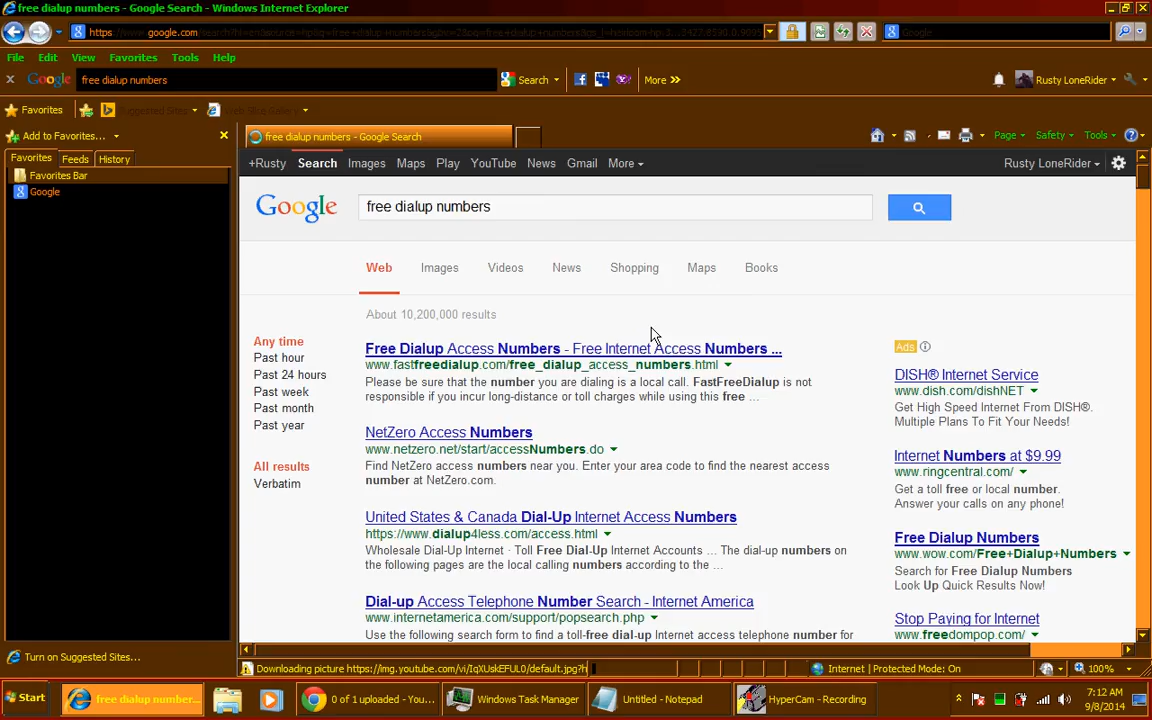 free dialup numbers - Google Search - Windows Internet Explorer
https://www.google.com
Google
File Edit View Favorites Tools Help
x Google free dialup numbers Search More »
Rusty LoneRider
Favorites Suggested Sites Web Slice Gallery
Add to Favorites... free dialup numbers - Google Search Page Safety Tools
Favorites Feeds History
Favorites Bar
Google
+Rusty Search Images Maps Play YouTube News Gmail More Rusty LoneRider
Google free dialup numbers
Web Images Videos News Shopping Maps Books
About 10,200,000 results
Any time
Past hour
Past 24 hours
Past week
Past month
Past year
All results
Verbatim
Free Dialup Access Numbers - Free Internet Access Numbers ...
www.fastfreedialup.com/free_dialup_access_numbers.html
Please be sure that the number you are dialing is a local call. FastFreeDialup is not
responsible if you incur long-distance or toll charges while using this free ...
NetZero Access Numbers
www.netzero.net/start/accessNumbers.do
Find NetZero access numbers near you. Enter your area code to find the nearest access
number at NetZero.com.
United States & Canada Dial-Up Internet Access Numbers
https://www.dialup4less.com/access.html
Wholesale Dial-Up Internet · Toll Free Dial-Up Internet Accounts ... The dial-up numbers on
the following pages are the local calling numbers according to the ...
Dial-up Access Telephone Number Search - Internet America
www.internetamerica.com/support/popsearch.php
Use the following search form to find a toll-free dial-up Internet access telephone number for
Ads
DISH® Internet Service
www.dish.com/dishNET
Get High Speed Internet From DISH®.
Multiple Plans To Fit Your Needs!
Internet Numbers at $9.99
www.ringcentral.com/
Get a toll free or local number.
Answer your calls on any phone!
Free Dialup Numbers
www.wow.com/Free+Dialup+Numbers
Search for Free Dialup Numbers
Look Up Quick Results Now!
Stop Paying for Internet
www.freedompop.com/
Turn on Suggested Sites...
Downloading picture https://img.youtube.com/vi/IqXUskEFUL0/default.jpg?h
Internet | Protected Mode: On 100%
Start free dialup number... 0 of 1 uploaded - You... Windows Task Manager Untitled - Notepad HyperCam - Recording
7:12 AM
9/8/2014